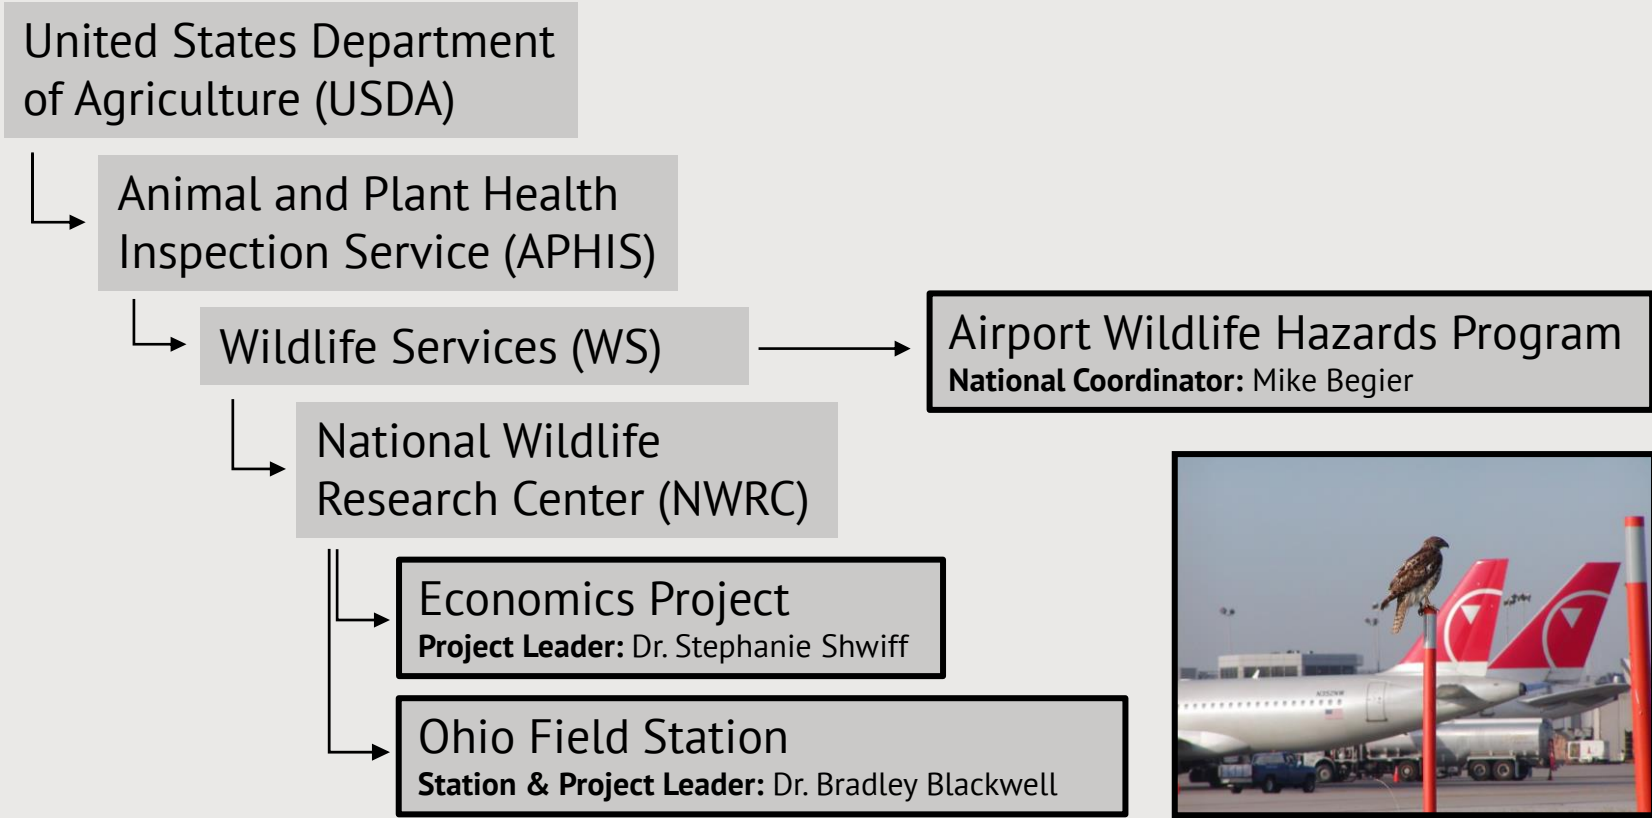 United States Department
of Agriculture (USDA)
Animal and Plant Health
Inspection Service (APHIS)
Wildlife Services (WS)
Airport Wildlife Hazards Program
National Coordinator: Mike Begier
National Wildlife
Research Center (NWRC)
Economics Project
Project Leader: Dr. Stephanie Shwiff
Ohio Field Station
Station & Project Leader: Dr. Bradley Blackwell